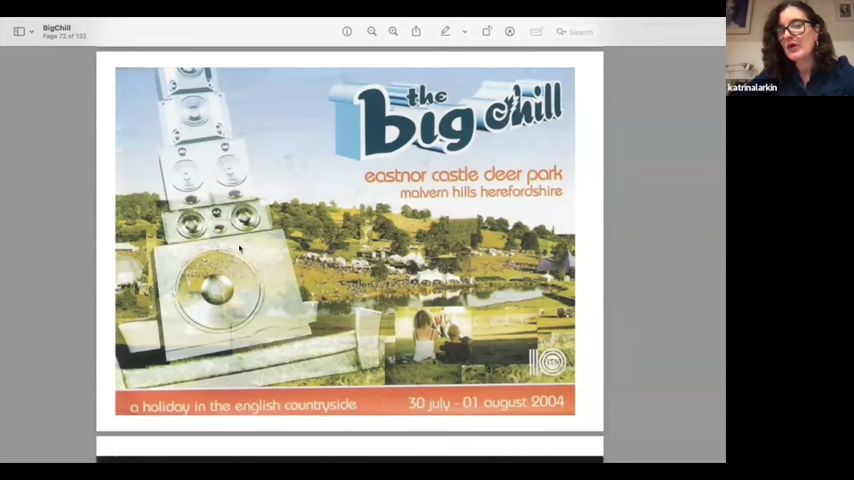 BigChill
Page 72 of 132
Search
katrinalarkin
the
big chill
eastnor castle deer park
malvern hills herefordshire
a holiday in the english countryside
30 july - 01 august 2004